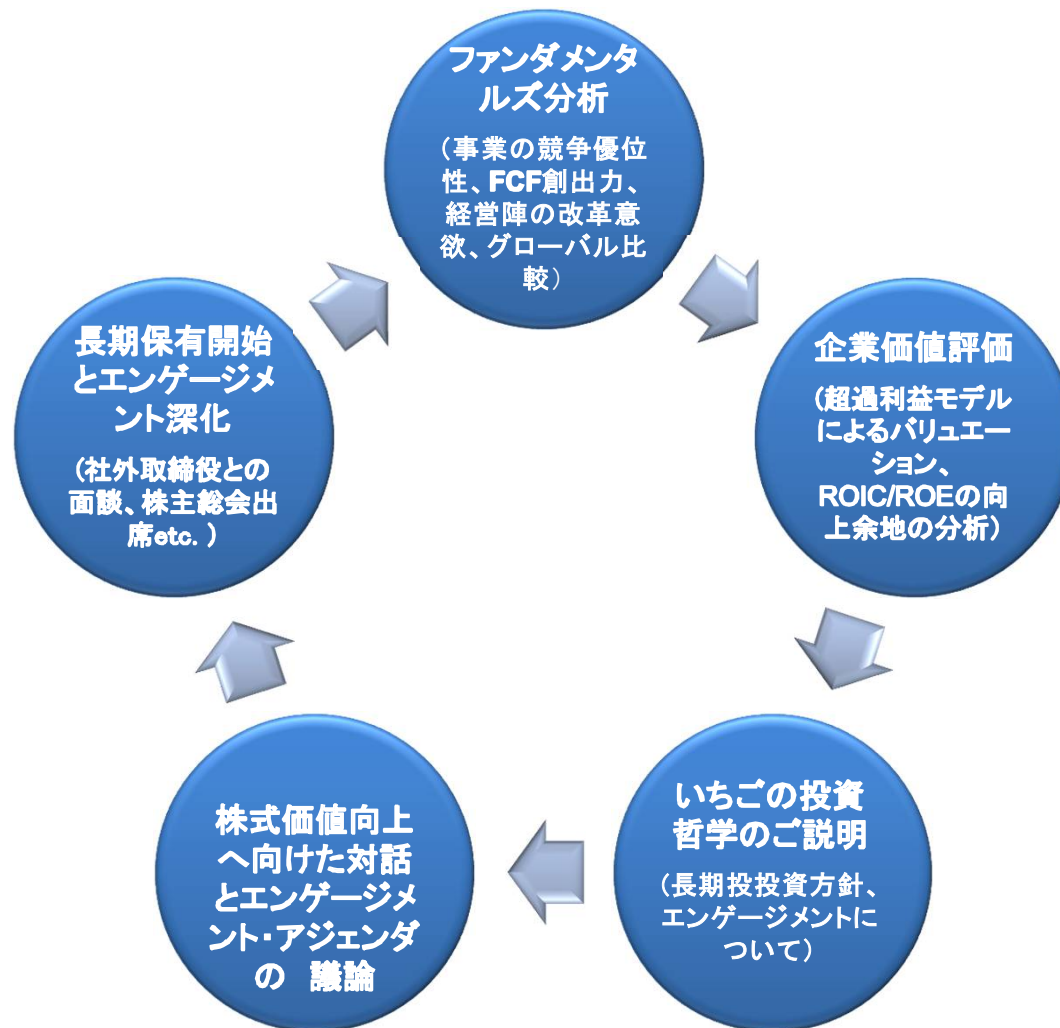 ファンダメンタ
ルズ分析
（事業の競争優位
性、FCF創出力、
経営陣の改革意
欲、グローバル比
較）
企業価値評価
（超過利益モデル
によるバリュエー
ション、
ROIC/ROEの向
上余地の分析）
いちごの投資
哲学のご説明
（長期投投資方針、
エンゲージメントに
ついて）
株式価値向上
へ向けた対話
とエンゲージメ
ント・アジェンダ
の　議論
長期保有開始
とエンゲージメ
ント深化
（社外取締役との
面談、株主総会出
席etc.）